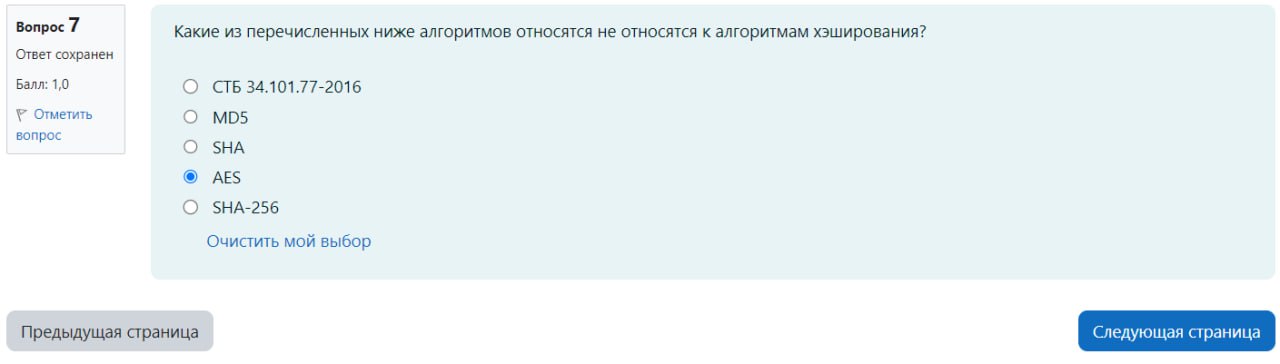 Вопрос 7
Ответ сохранен
Балл: 1,0
Отметить
вопрос
Какие из перечисленных ниже алгоритмов относятся не относятся к алгоритмам хэширования?
СТБ 34.101.77-2016
MD5
SHA
AES
SHA-256
Очистить мой выбор
Предыдущая страница
Следующая страница